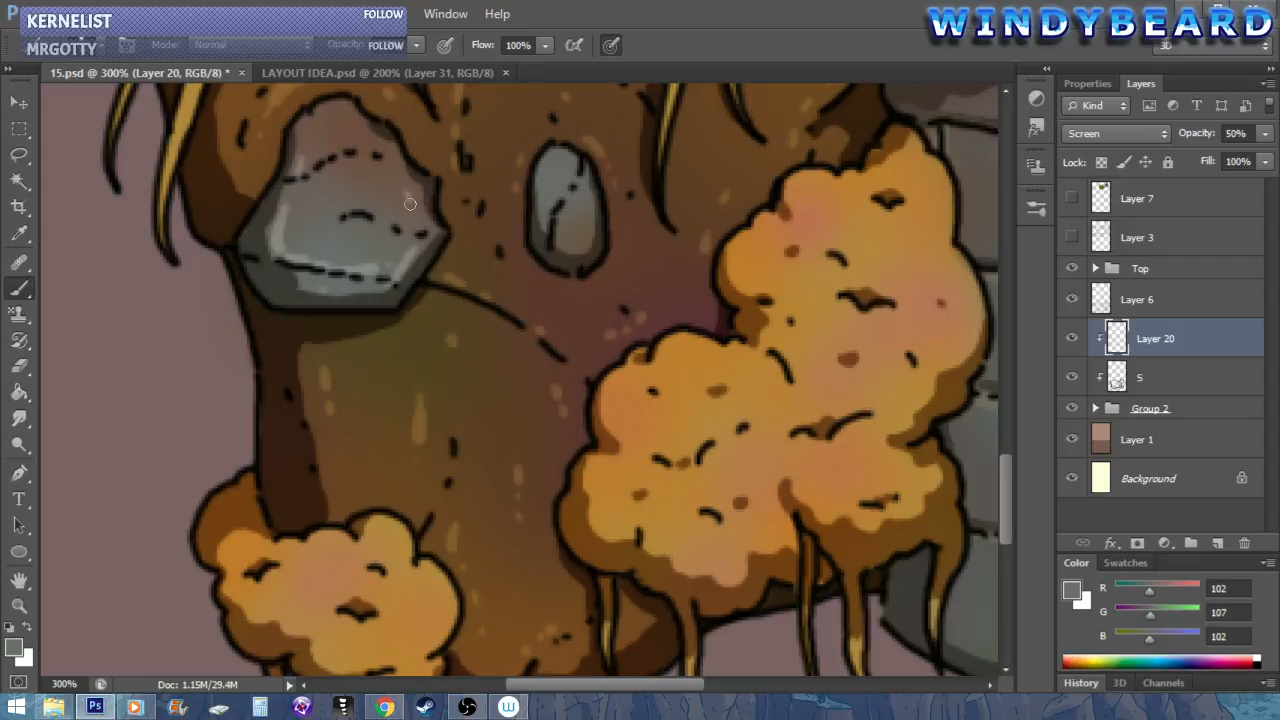 KERNELIST
FOLLOW
MRGOTTY
FOLLOW
Window
Help
WINDYBEARD
Mode:
Normal
Opacity:
Flow:
100%
3D
15.psd @ 300% (Layer 20, RGB/8) *
LAYOUT IDEA.psd @ 200% (Layer 31, RGB/8)
Properties
Layers
Kind
Screen
Opacity:
50%
Lock:
Fill:
100%
Layer 7
Layer 3
Top
Layer 6
Layer 20
S
Group 2
Layer 1
Background
Color
Swatches
R
102
G
107
B
102
300%
Doc: 1.15M/29.4M
History
3D
Channels